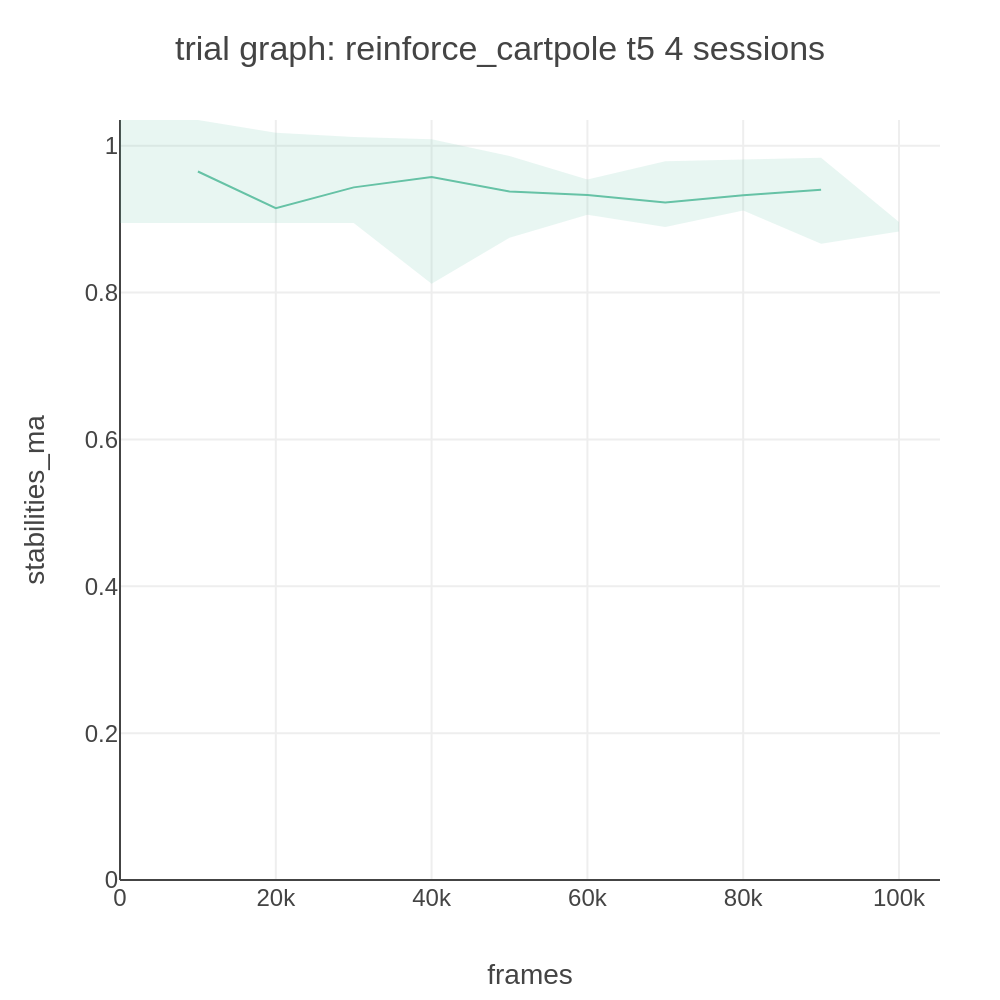 trial graph: reinforce_cartpole t5 4 sessions
stabilities_ma
1
0.8
0.6
0.4
0.2
0
0 20k 40k 60k 80k 100k
frames